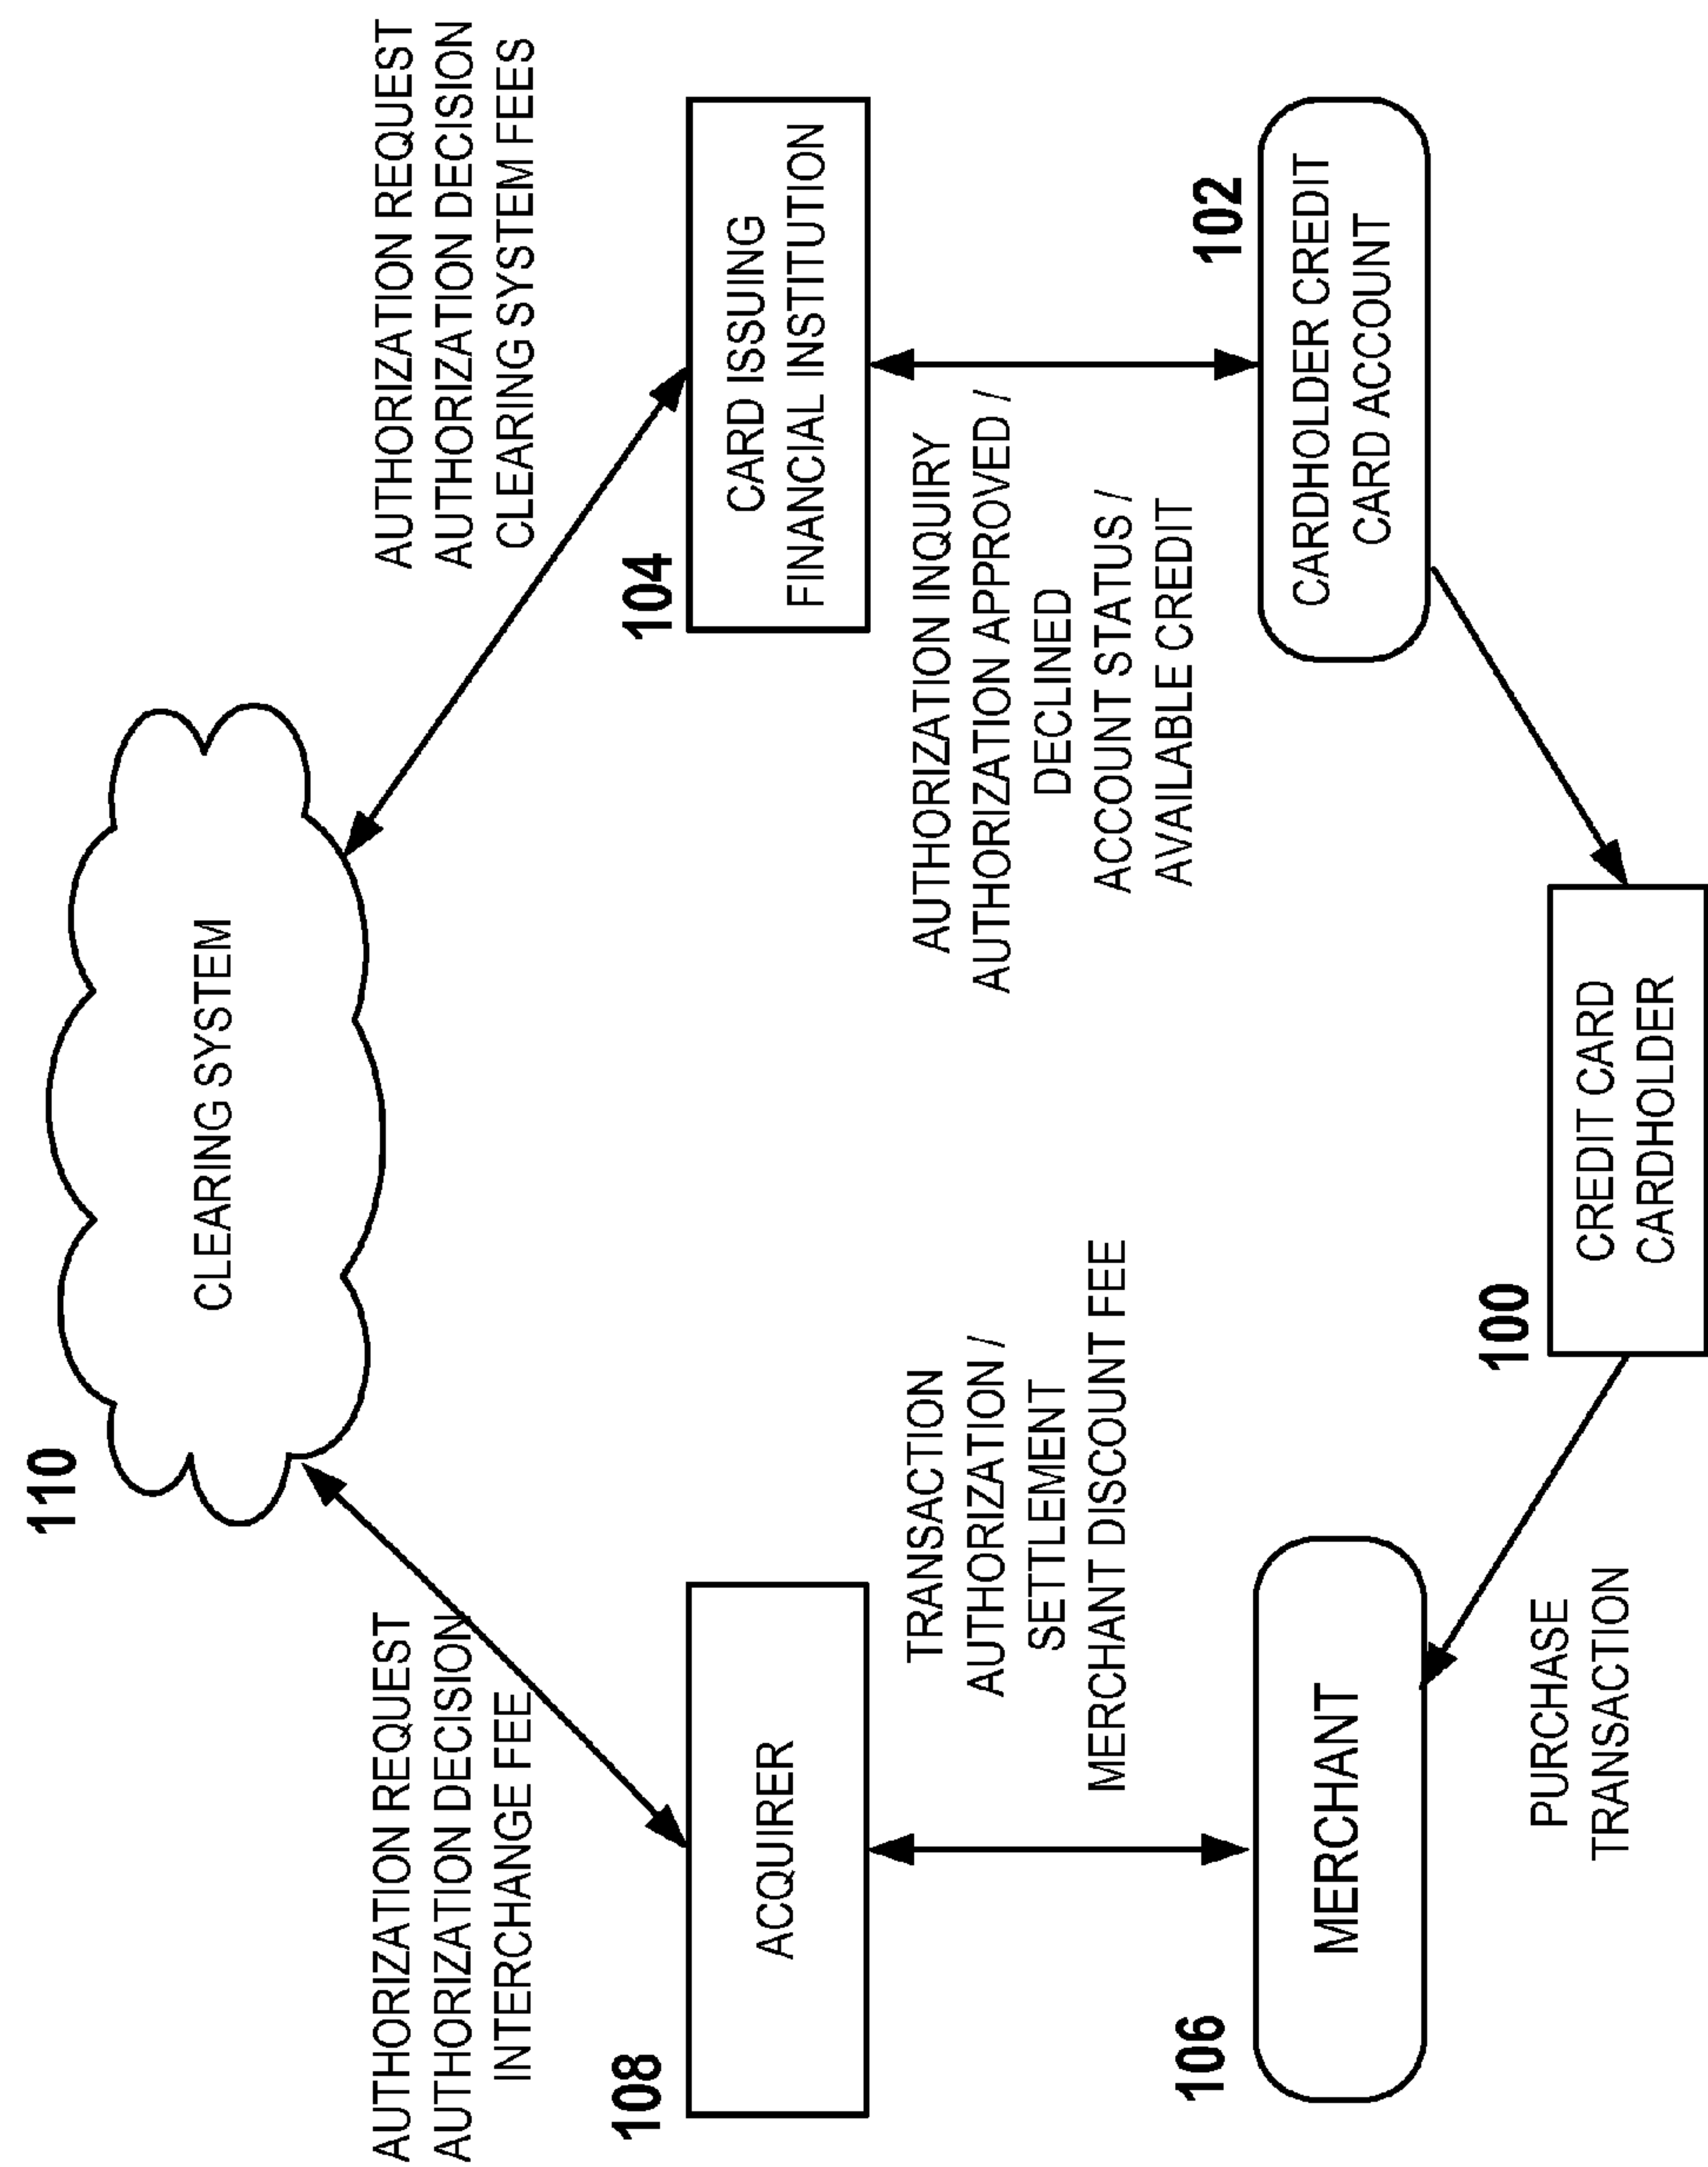 110
CLEARING SYSTEM
AUTHORIZATION REQUEST
AUTHORIZATION DECISION
INTERCHANGE FEE
AUTHORIZATION REQUEST
AUTHORIZATION DECISION
CLEARING SYSTEM FEES
108
ACQUIRER
104
CARD ISSUING
FINANCIAL INSTITUTION
TRANSACTION
AUTHORIZATION /
SETTLEMENT
MERCHANT DISCOUNT FEE
AUTHORIZATION INQUIRY
AUTHORIZATION APPROVED /
DECLINED
ACCOUNT STATUS /
AVAILABLE CREDIT
106
MERCHANT
102
CARDHOLDER CREDIT
CARD ACCOUNT
PURCHASE
TRANSACTION
100
CREDIT CARD
CARDHOLDER